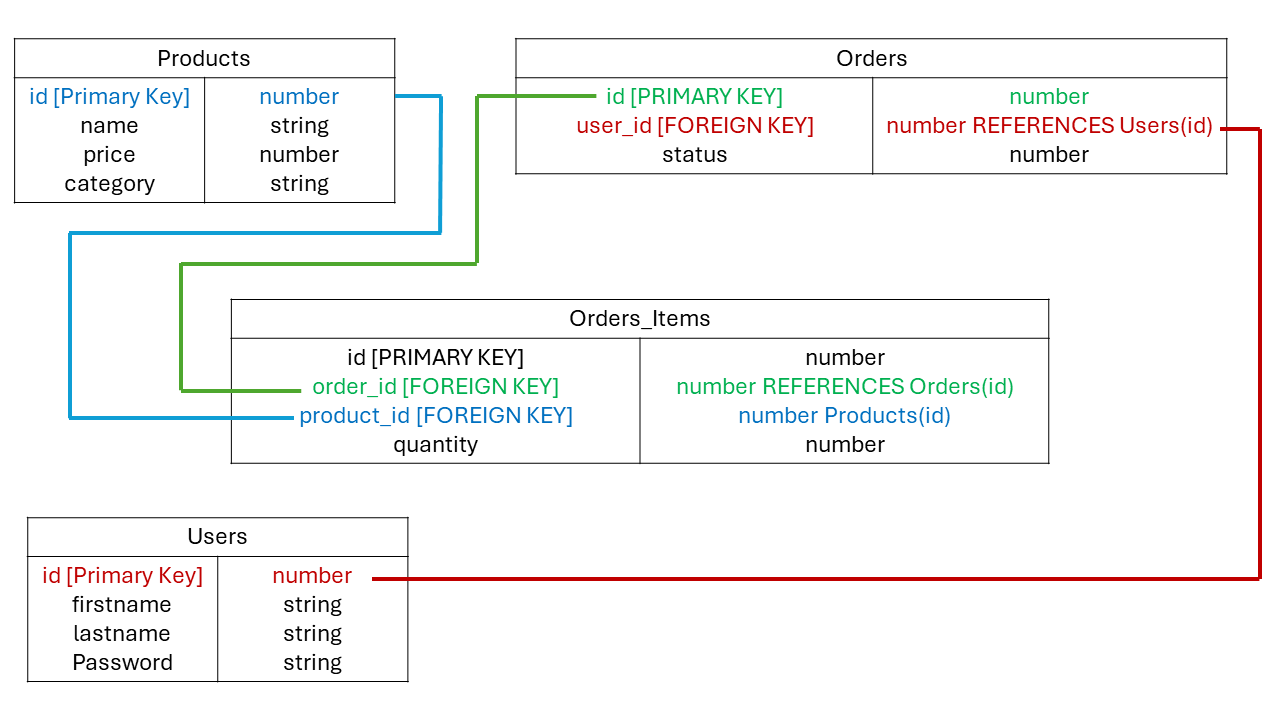 Products
id [Primary Key] number
name string
price number
category string
Orders
id [PRIMARY KEY] number
user_id [FOREIGN KEY] number REFERENCES Users(id)
status number
Orders_Items
id [PRIMARY KEY] number
order_id [FOREIGN KEY] number REFERENCES Orders(id)
product_id [FOREIGN KEY] number Products(id)
quantity number
Users
id [Primary Key] number
firstname string
lastname string
Password string